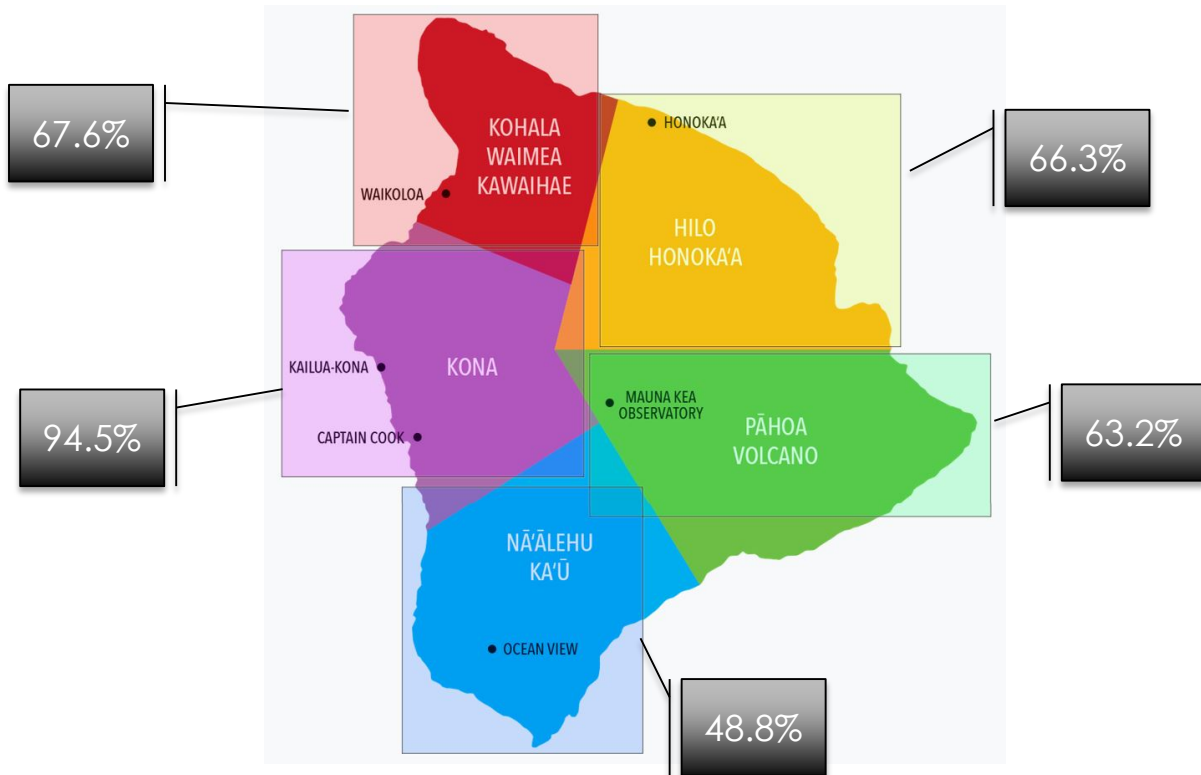 67.6%
KOHALA
WAIMEA
KAWAIHAE
WAIKOLOA
HONOKA'A
HILO
HONOKA'A
66.3%
94.5%
KAILUA-KONA
KONA
CAPTAIN COOK
MAUNA KEA
OBSERVATORY
PĀHOA
VOLCANO
63.2%
NĀ'ĀLEHU
KA'Ū
OCEAN VIEW
48.8%